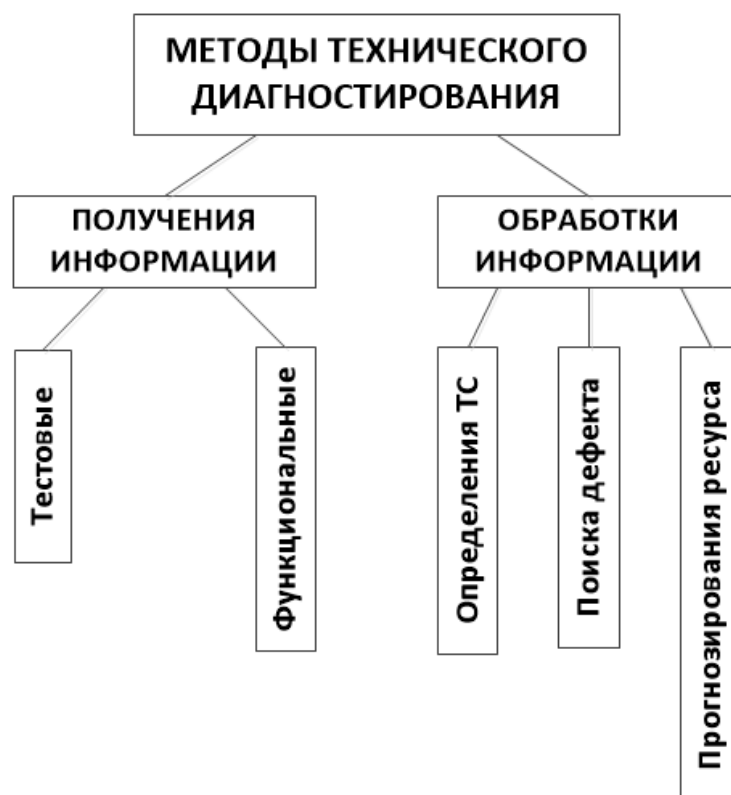 МЕТОДЫ ТЕХНИЧЕСКОГО
ДИАГНОСТИРОВАНИЯ
ПОЛУЧЕНИЯ
ИНФОРМАЦИИ
ОБРАБОТКИ
ИНФОРМАЦИИ
Тестовые
Функциональные
Определения ТС
Поиска дефекта
Прогнозирования ресурса